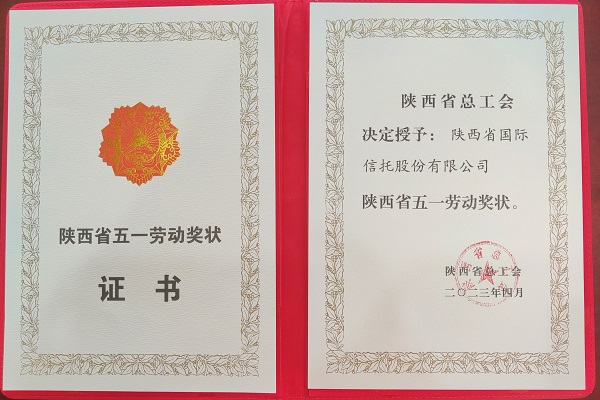 陕西省五一劳动奖状
证书
陕西省总工会
决定授予：陕西省国际
信托股份有限公司
陕西省五一劳动奖状。
陕西省总工会
二〇二三年四月